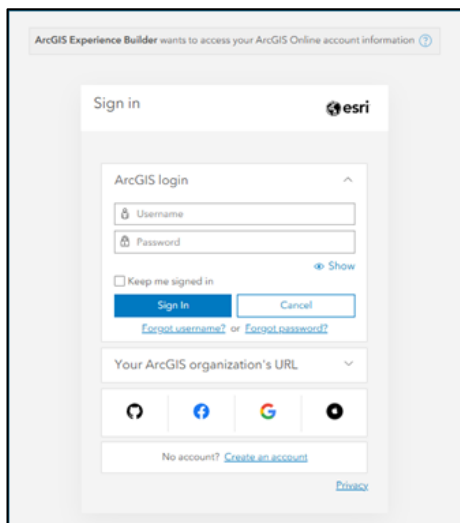 ArcGIS Experience Builder wants to access your ArcGIS Online account information ?
Sign in
esri
ArcGIS login
Username
Password
Show
Keep me signed in
Sign In Cancel
Forgot username? or Forgot password?
Your ArcGIS organization's URL
No account? Create an account
Privacy